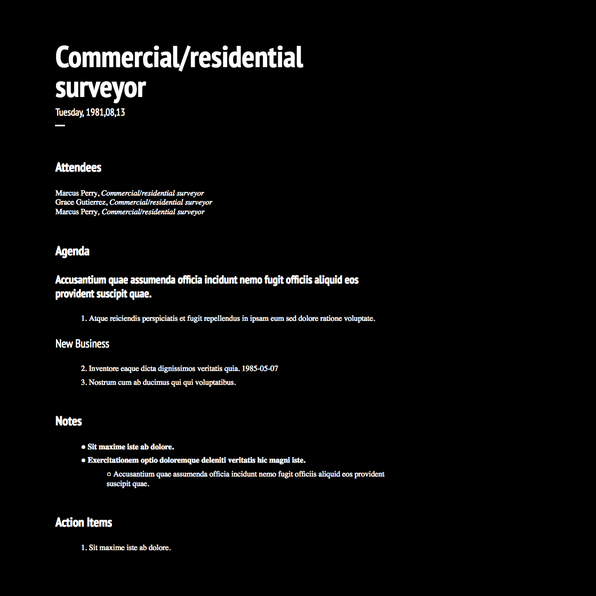 Commercial/residential
surveyor
Tuesday, 1981,08,13
Attendees
Marcus Perry, Commercial/residential surveyor
Grace Gutierrez, Commercial/residential surveyor
Marcus Perry, Commercial/residential surveyor
Agenda
Accusantium quae assumenda officia incidunt nemo fugit officiis aliquid eos
provident suscipit quae.
1. Atque reiciendis perspiciatis et fugit repellendus in ipsam eum sed dolore ratione voluptate.
New Business
2. Inventore eaque dicta dignissimos veritatis quia. 1985-05-07
3. Nostrum cum ab ducimus qui qui voluptatibus.
Notes
● Sit maxime iste ab dolore.
● Exercitationem optio doloremque deleniti veritatis hic magni iste.
○ Accusantium quae assumenda officia incidunt nemo fugit officiis aliquid eos provident
suscipit quae.
Action Items
1. Sit maxime iste ab dolore.